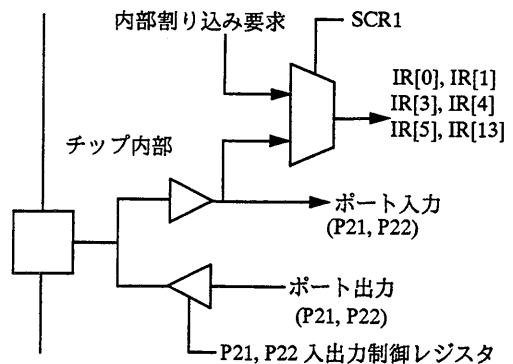 内部割り込み要求
SCR1
IR[0], IR[1]
IR[3], IR[4]
IR[5], IR[13]
チップ内部
ポート入力
(P21, P22)
ポート出力
(P21, P22)
P21, P22 入出力制御レジスタ